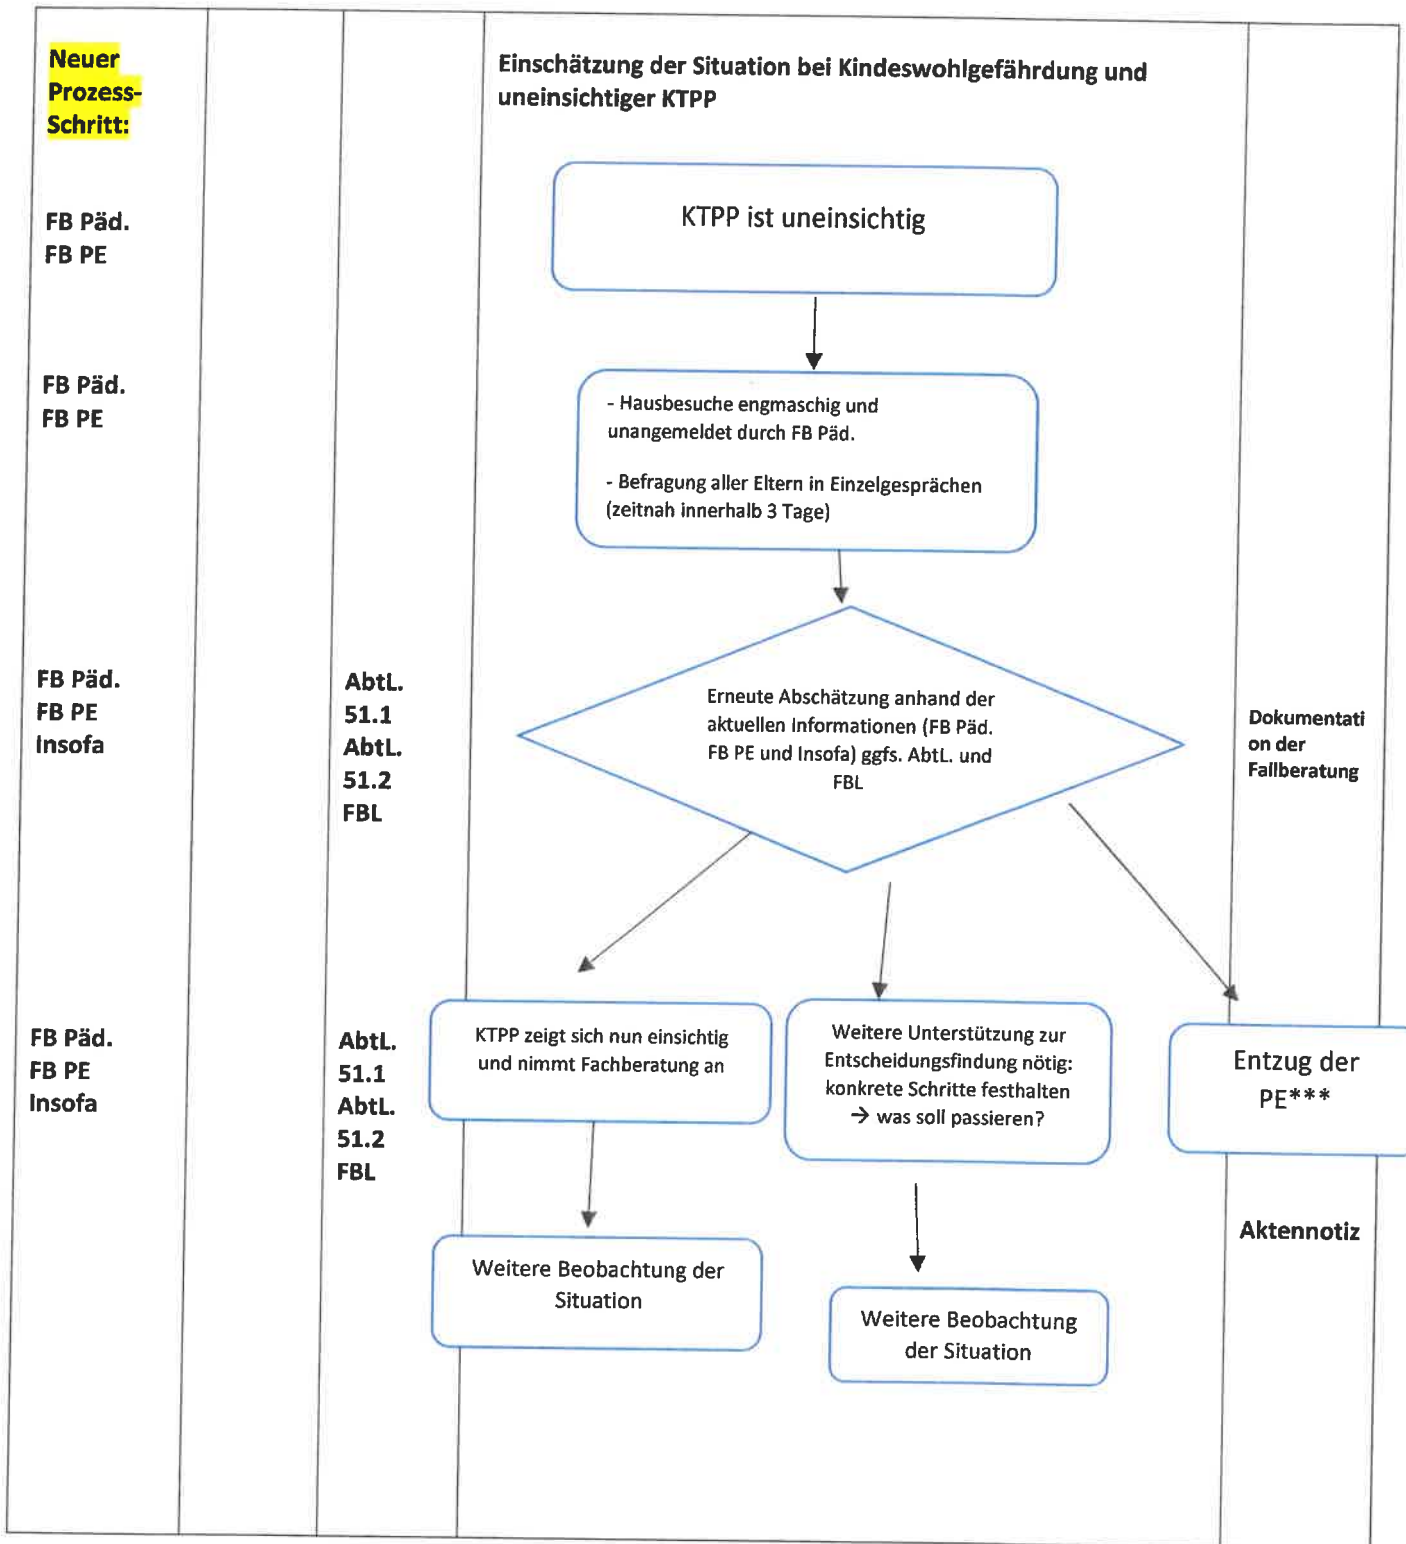 Neuer
Prozess-
Schritt:
Einschätzung der Situation bei Kindeswohlgefährdung und
uneinsichtiger KTPP
FB Päd.
FB PE
KTPP ist uneinsichtig
FB Päd.
FB PE
- Hausbesuche engmaschig und
unangemeldet durch FB Päd.
- Befragung aller Eltern in Einzelgesprächen
(zeitnah innerhalb 3 Tage)
FB Päd.
FB PE
Insofa
AbtL.
51.1
AbtL.
51.2
FBL
Erneute Abschätzung anhand der
aktuellen Informationen (FB Päd.
FB PE und Insofa) ggfs. AbtL. und
FBL
Dokumentati
on der
Fallberatung
FB Päd.
FB PE
Insofa
AbtL.
51.1
AbtL.
51.2
FBL
KTPP zeigt sich nun einsichtig
und nimmt Fachberatung an
Weitere Unterstützung zur
Entscheidungsfindung nötig:
konkrete Schritte festhalten
→ was soll passieren?
Entzug der
PE***
Aktennotiz
Weitere Beobachtung der
Situation
Weitere Beobachtung
der Situation